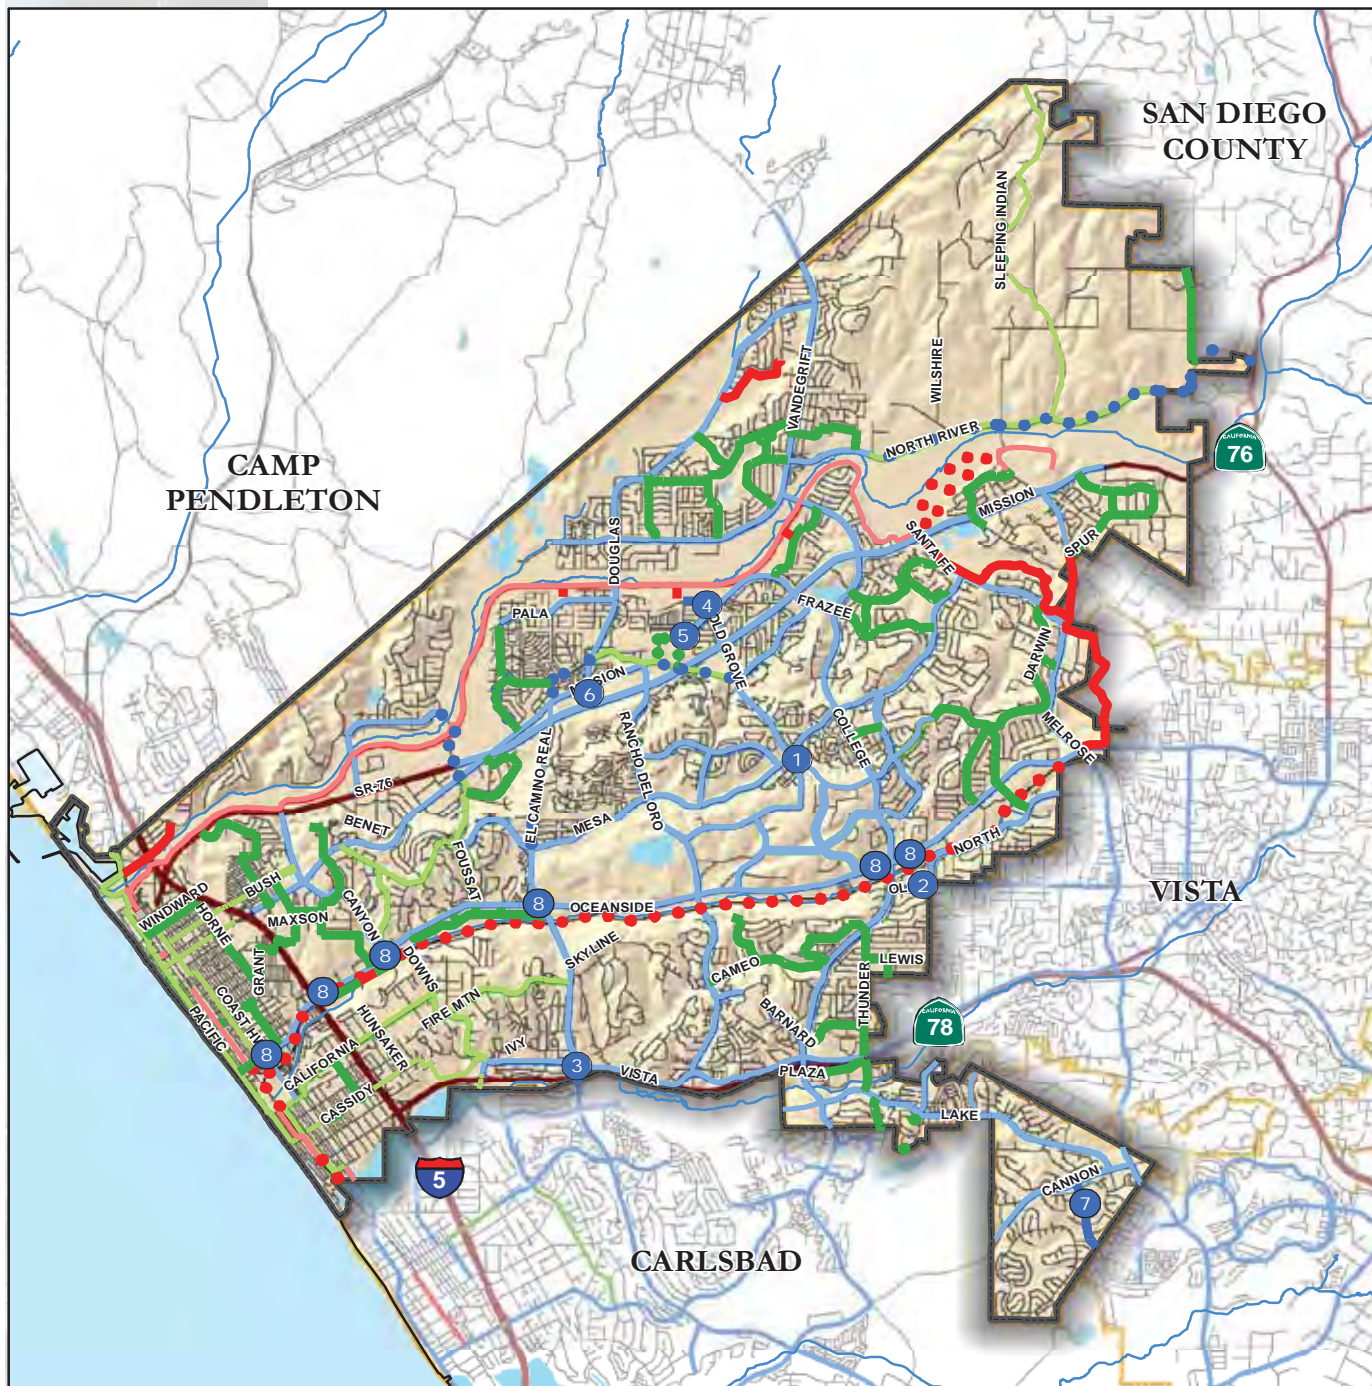 SAN DIEGO
COUNTY
SLEEPING INDIAN
WILSHIRE
VANDEGRIFT
NORTH RIVER
CALIFORNIA
76
CAMP
PENDLETON
MISSION
SANTA FE
SPUR
DOUGLAS
PALA
4
FRAZEE
5
OLD GROVE
DARWIN
MISSION
6
RANCHO DEL ORO
COLLEGE
MELROSE
1
EL CAMINO REAL
SR-76
BENET
MESA
NORTH
FOUSSAT
8
8
2
VISTA
BUSH
WINDWARD
HORNE
MAXSON
CANYON
8
OCEANSIDE
SKYLINE
CAMEO
LEWIS
GRANT
8
DOWNS
8
FIRE MTN
THUNDER
BARNARD
CALIFORNIA
78
PACIFIC
8
HUNSAKER
CALIFORNIA
IVY
3
VISTA
PLAZA
CASSIDY
LAKE
5
CANNON
7
CARLSBAD